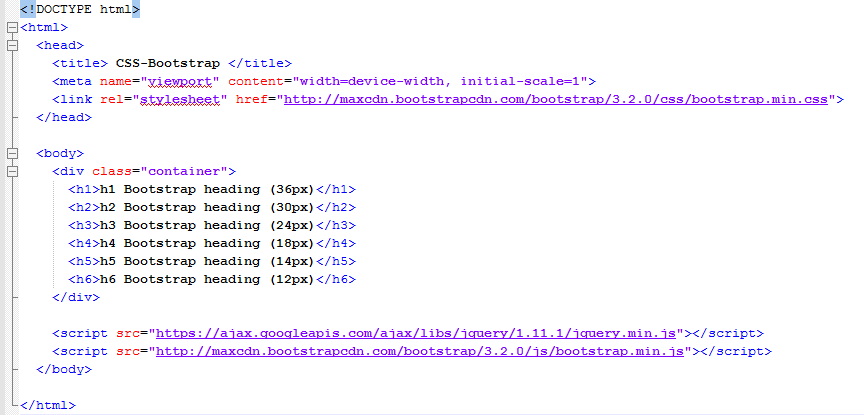 <!DOCTYPE html>
<html>
<head>
<title> CSS-Bootstrap </title>
<meta name="viewport" content="width=device-width, initial-scale=1">
<link rel="stylesheet" href="http://maxcdn.bootstrapcdn.com/bootstrap/3.2.0/css/bootstrap.min.css">
</head>
<body>
<div class="container">
<h1>h1 Bootstrap heading (36px)</h1>
<h2>h2 Bootstrap heading (30px)</h2>
<h3>h3 Bootstrap heading (24px)</h3>
<h4>h4 Bootstrap heading (18px)</h4>
<h5>h5 Bootstrap heading (14px)</h5>
<h6>h6 Bootstrap heading (12px)</h6>
</div>
<script src="https://ajax.googleapis.com/ajax/libs/jquery/1.11.1/jquery.min.js"></script>
<script src="http://maxcdn.bootstrapcdn.com/bootstrap/3.2.0/js/bootstrap.min.js"></script>
</body>
</html>